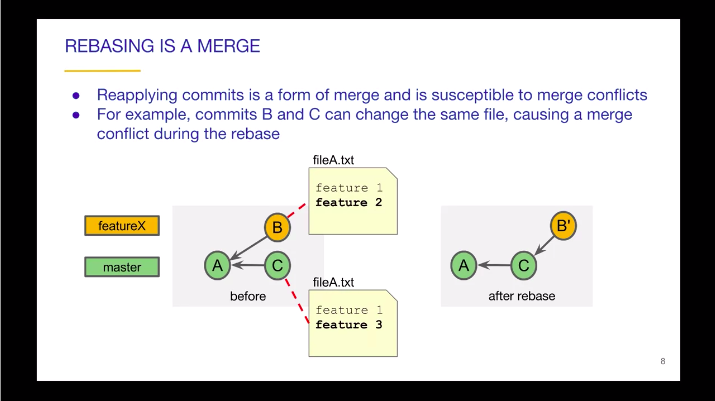 REBASING IS A MERGE
● Reapplying commits is a form of merge and is susceptible to merge conflicts
● For example, commits B and C can change the same file, causing a merge
conflict during the rebase
fileA.txt
feature 1
feature 2
featureX
B
B'
master
A
C
A
C
before
after rebase
fileA.txt
feature 1
feature 3
8